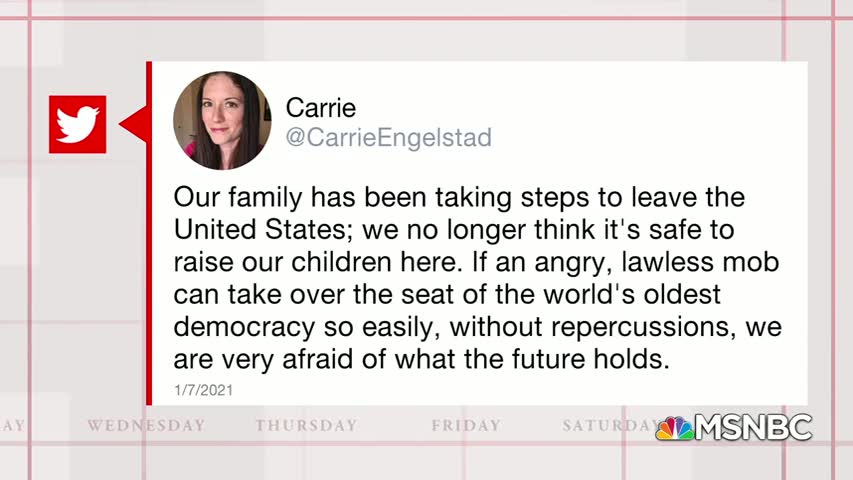 Carrie
@CarrieEngelstad
Our family has been taking steps to leave the
United States; we no longer think it's safe to
raise our children here. If an angry, lawless mob
can take over the seat of the world's oldest
democracy so easily, without repercussions, we
are very afraid of what the future holds.
1/7/2021
AY WEDNESDAY THURSDAY FRIDAY SATURDAY
MSNBC